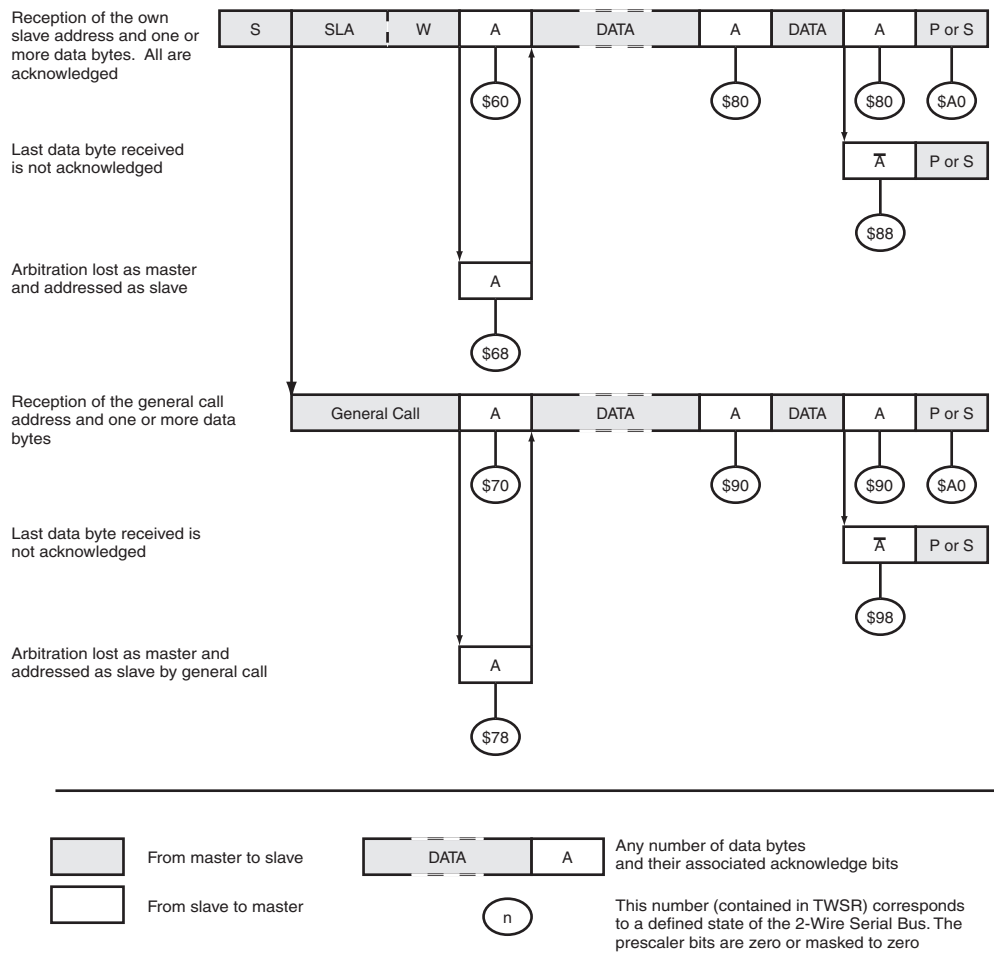 Reception of the own
slave address and one or
more data bytes. All are
acknowledged
S SLA W A DATA A DATA A P or S
$60 $80 $80 $A0
Last data byte received
is not acknowledged
A̅ P or S
$88
Arbitration lost as master
and addressed as slave
A
$68
Reception of the general call
address and one or more data
bytes
General Call A DATA A DATA A P or S
$70 $90 $90 $A0
Last data byte received is
not acknowledged
A̅ P or S
$98
Arbitration lost as master and
addressed as slave by general call
A
$78
From master to slave
From slave to master
DATA A
Any number of data bytes
and their associated acknowledge bits
n
This number (contained in TWSR) corresponds
to a defined state of the 2-Wire Serial Bus. The
prescaler bits are zero or masked to zero